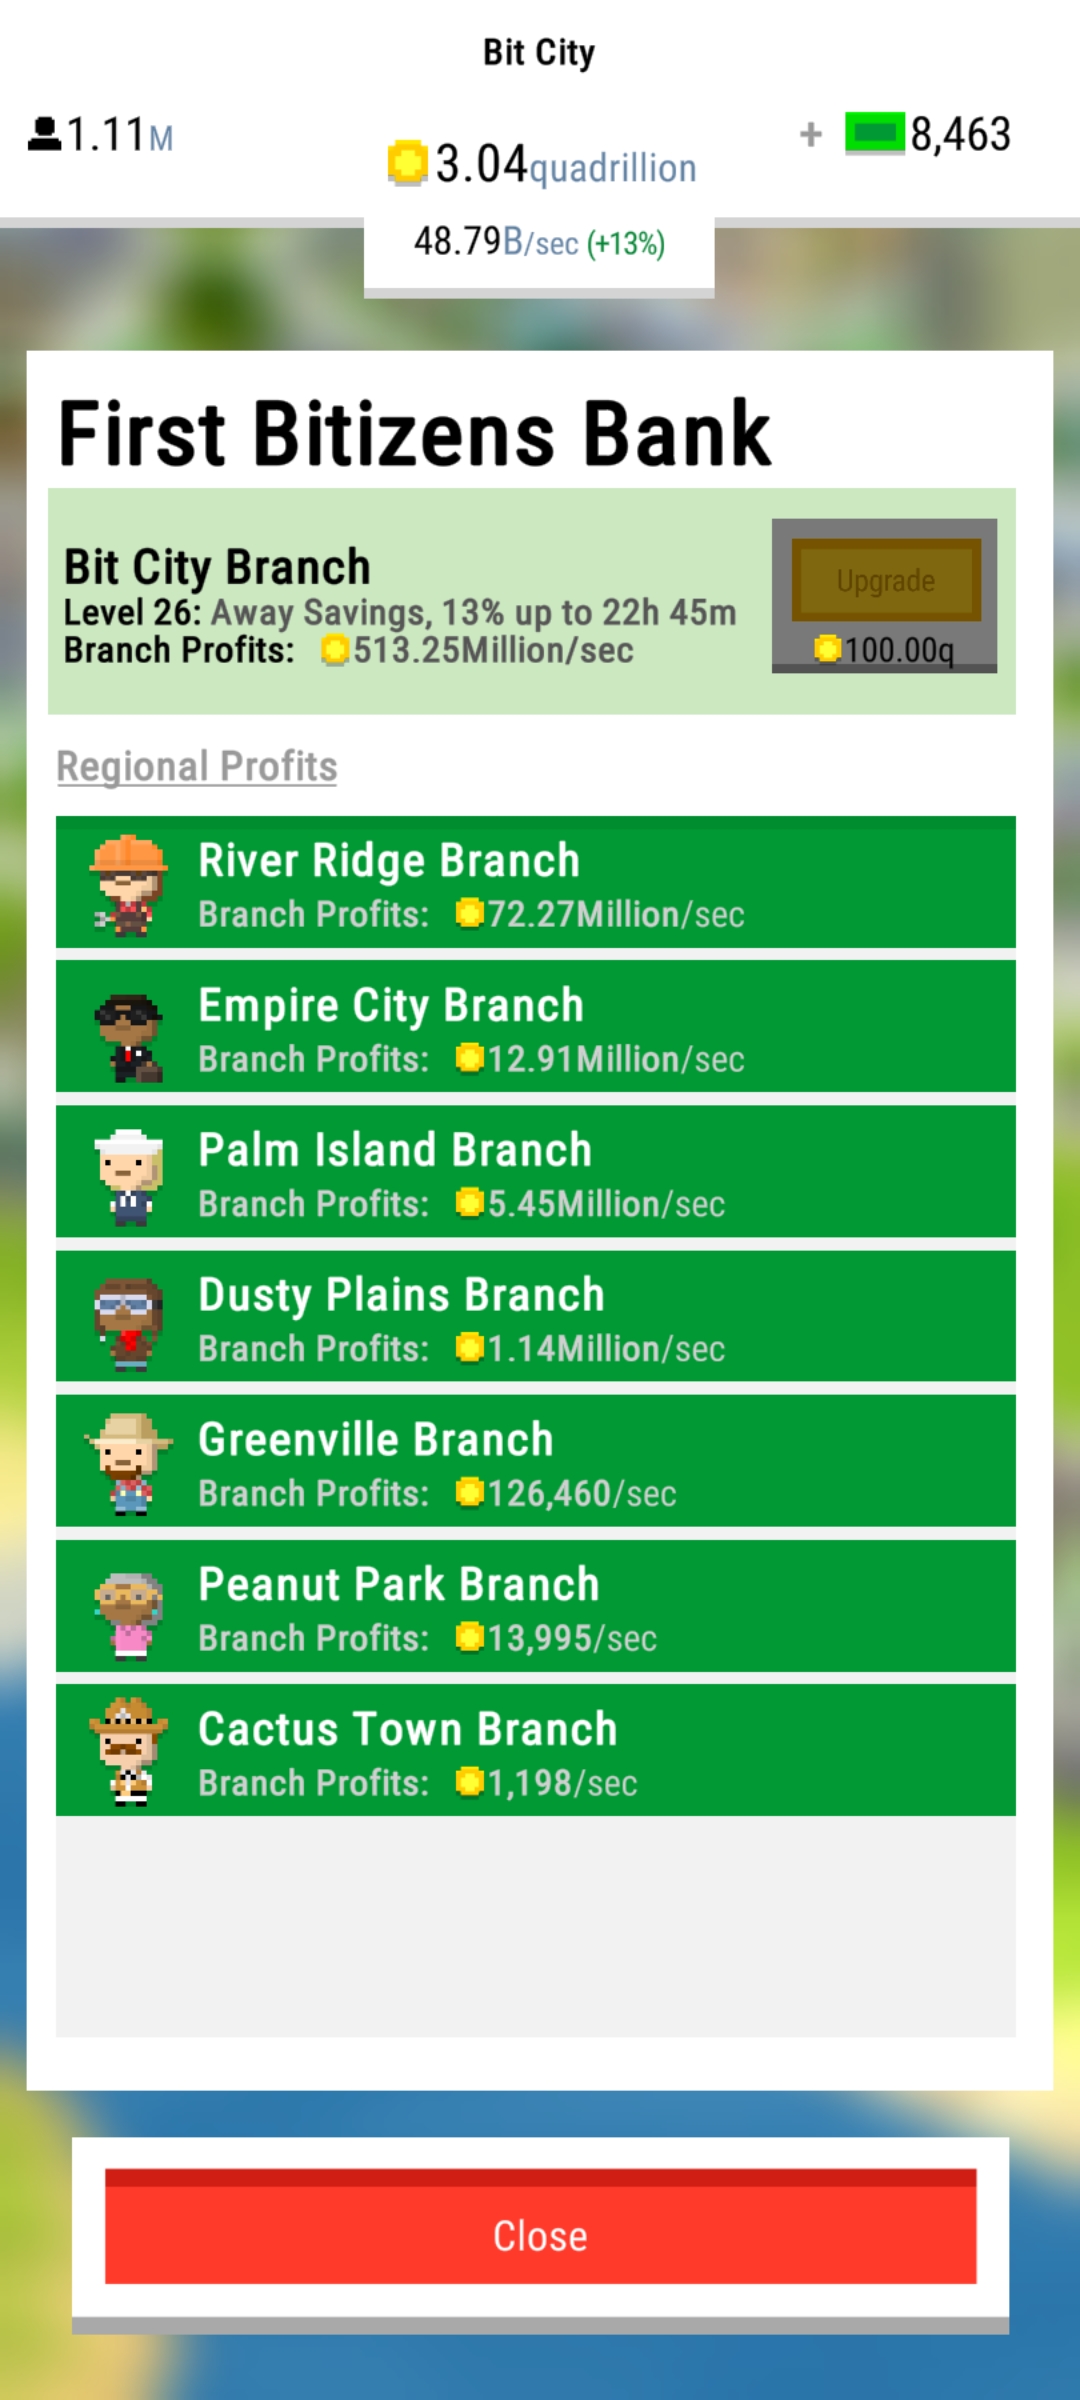 Bit City
1.11M
+ 8,463
3.04quadrillion
48.79B/sec (+13%)
First Bitizens Bank
Bit City Branch
Level 26: Away Savings, 13% up to 22h 45m
Branch Profits: 513.25Million/sec
Upgrade
100.00q
Regional Profits
River Ridge Branch
Branch Profits: 72.27Million/sec
Empire City Branch
Branch Profits: 12.91Million/sec
Palm Island Branch
Branch Profits: 5.45Million/sec
Dusty Plains Branch
Branch Profits: 1.14Million/sec
Greenville Branch
Branch Profits: 126,460/sec
Peanut Park Branch
Branch Profits: 13,995/sec
Cactus Town Branch
Branch Profits: 1,198/sec
Close